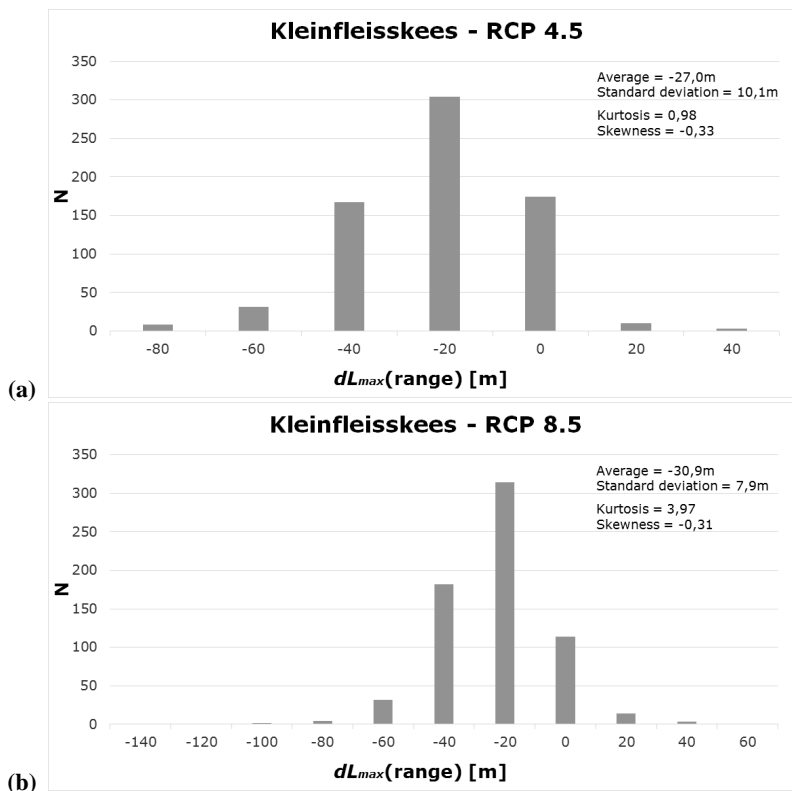 Kleinfleisskees - RCP 4.5
Average = -27,0m
Standard deviation = 10,1m
Kurtosis = 0,98
Skewness = -0,33
350
300
250
200
150
100
50
0
N
-80 -60 -40 -20 0 20 40
dLmax(range) [m]
(a)
Kleinfleisskees - RCP 8.5
Average = -30,9m
Standard deviation = 7,9m
Kurtosis = 3,97
Skewness = -0,31
350
300
250
200
150
100
50
0
N
-140 -120 -100 -80 -60 -40 -20 0 20 40 60
dLmax(range) [m]
(b)